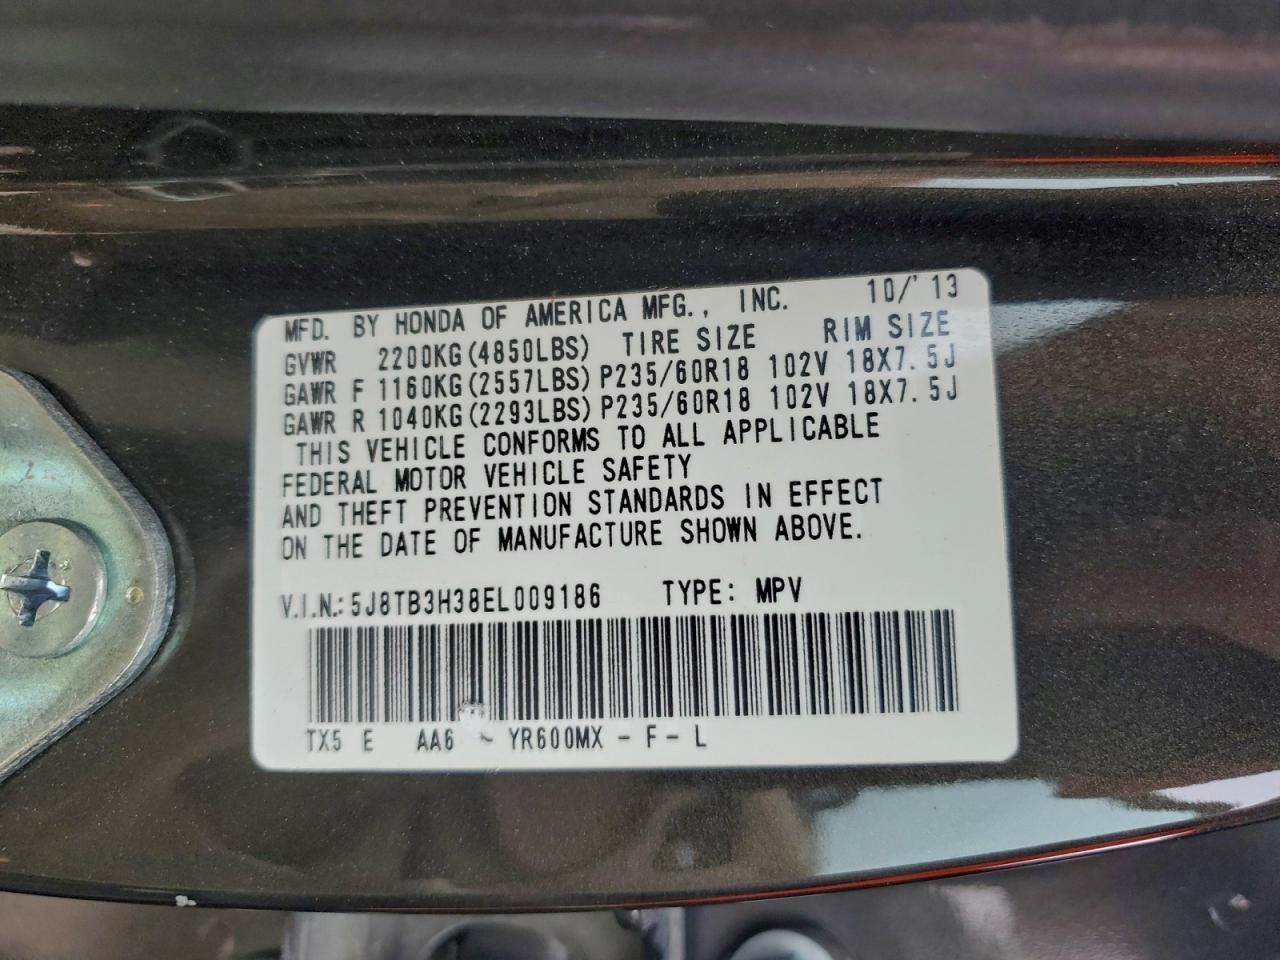 MFD. BY HONDA OF AMERICA MFG., INC. 10/'13
GVWR 2200KG(4850LBS) TIRE SIZE RIM SIZE
GAWR F 1160KG(2557LBS) P235/60R18 102V 18X7.5J
GAWR R 1040KG(2293LBS) P235/60R18 102V 18X7.5J
THIS VEHICLE CONFORMS TO ALL APPLICABLE
FEDERAL MOTOR VEHICLE SAFETY
AND THEFT PREVENTION STANDARDS IN EFFECT
ON THE DATE OF MANUFACTURE SHOWN ABOVE.
V.I.N.: 5J8TB3H38EL009186 TYPE: MPV
TX5 E AA6 - YR600MX - F - L